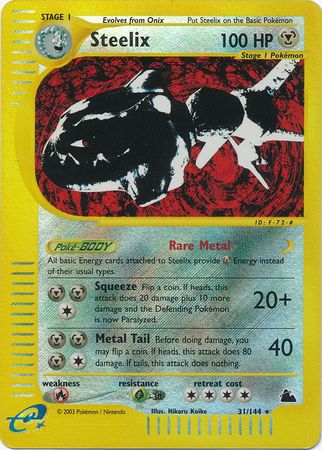 STAGE 1
Evolves from Onix
Put Steelix on the Basic Pokémon
Steelix
100 HP
Stage 1 Pokémon
ID: F-72-#
Poké-BODY
Rare Metal
All basic Energy cards attached to Steelix provide Energy instead
of their usual types.
Squeeze Flip a coin. If heads, this
attack does 20 damage plus 10 more
damage and the Defending Pokémon
is now Paralyzed.
20+
Metal Tail Before doing damage, you
may flip a coin. If heads, this attack does 80
damage. If tails, this attack does nothing.
40
weakness
resistance
retreat cost
-30
e
© 2003 Pokémon / Nintendo
Illus. Hikaru Koike
31/144 ★